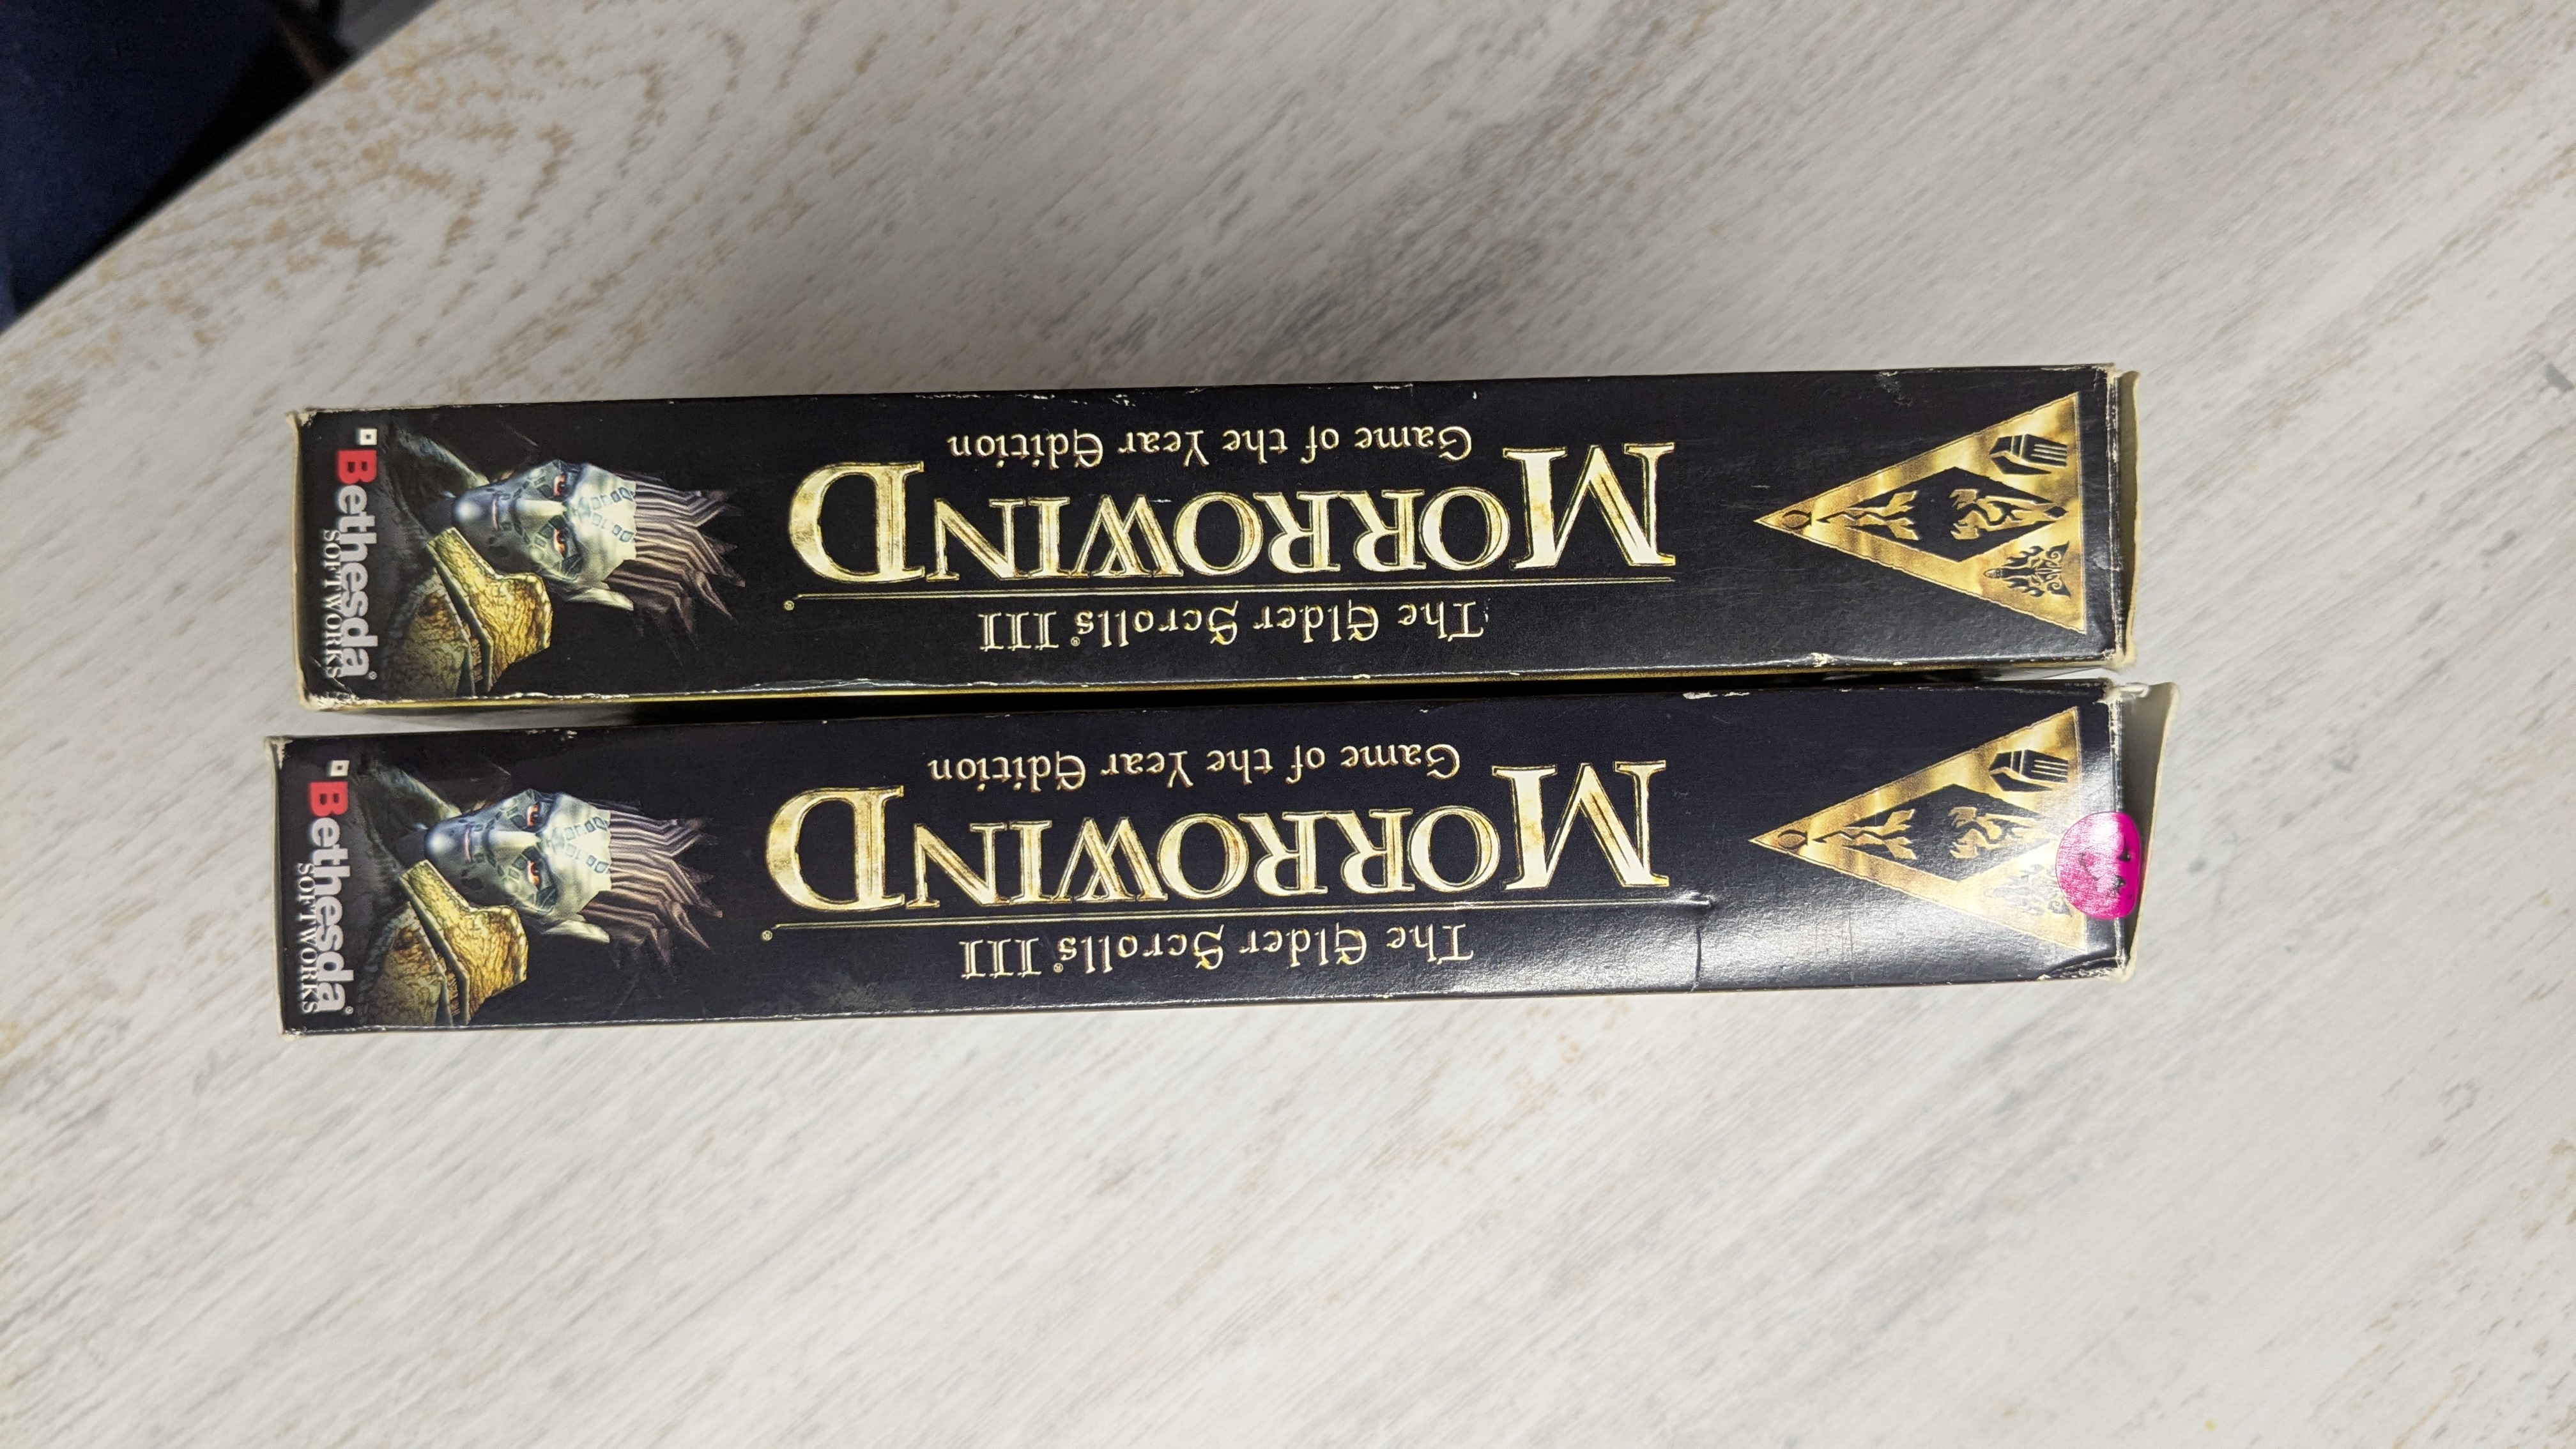 The Elder Scrolls® III
MORROWIND®
Game of the Year Edition
Bethesda®
SOFTWORKS
The Elder Scrolls® III
MORROWIND®
Game of the Year Edition
Bethesda®
SOFTWORKS